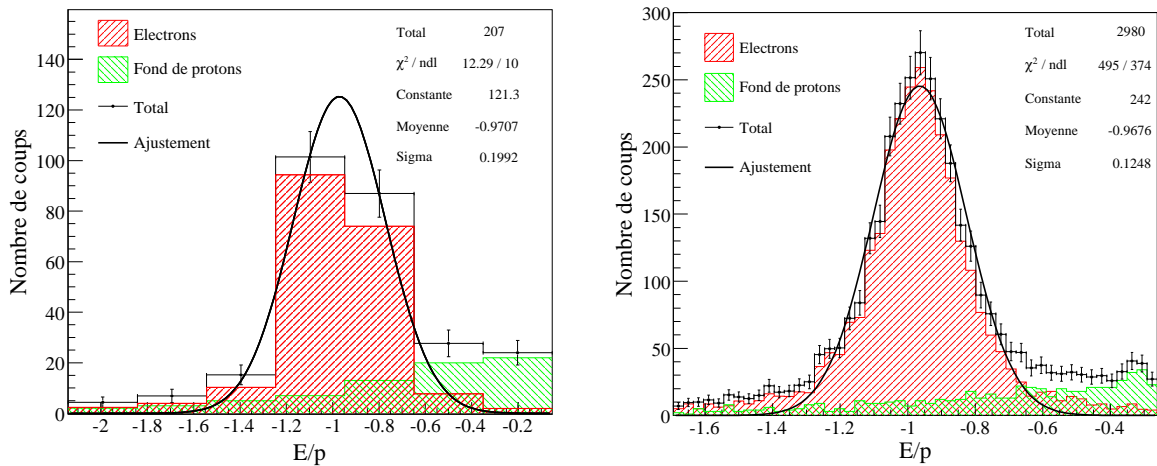 Nombre de coups
140
120
100
80
60
40
20
0
Electrons
Fond de protons
Total
Ajustement
Total 207
χ² / ndl 12.29 / 10
Constante 121.3
Moyenne -0.9707
Sigma 0.1992
-2 -1.8 -1.6 -1.4 -1.2 -1 -0.8 -0.6 -0.4 -0.2
E/p
Nombre de coups
300
250
200
150
100
50
0
Electrons
Fond de protons
Total
Ajustement
Total 2980
χ² / ndl 495 / 374
Constante 242
Moyenne -0.9676
Sigma 0.1248
-1.6 -1.4 -1.2 -1 -0.8 -0.6 -0.4
E/p